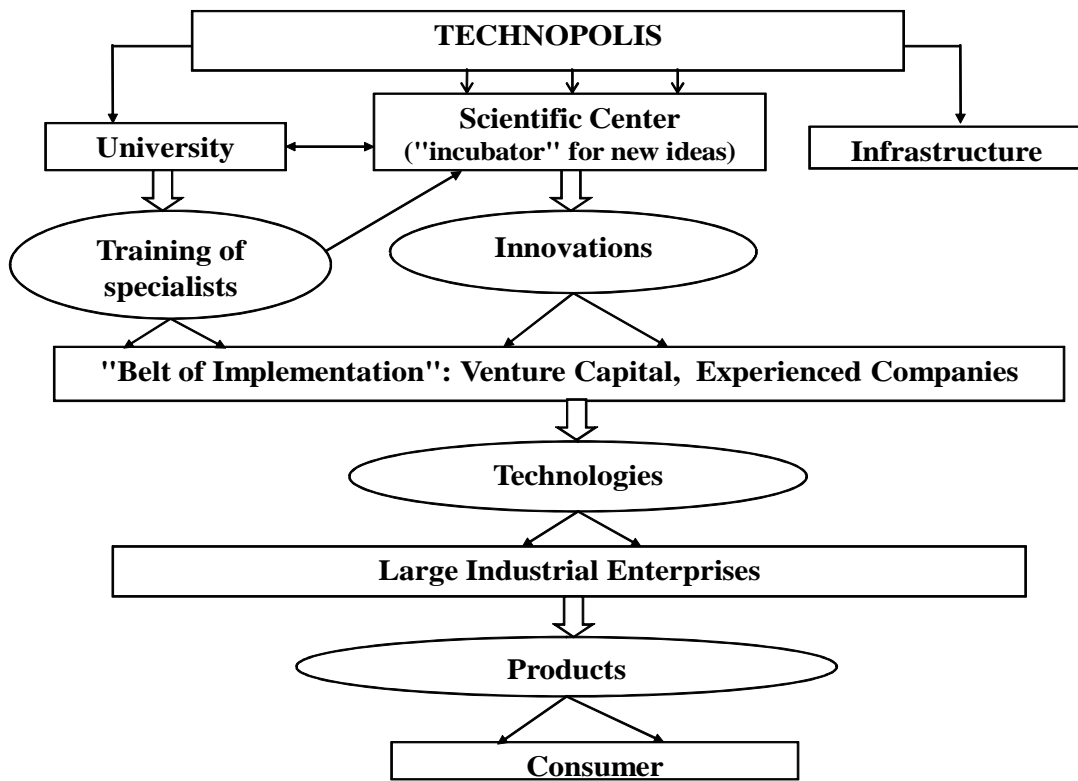 TECHNOPOLIS
University
Scientific Center
("incubator" for new ideas)
Infrastructure
Training of
specialists
Innovations
"Belt of Implementation": Venture Capital, Experienced Companies
Technologies
Large Industrial Enterprises
Products
Consumer